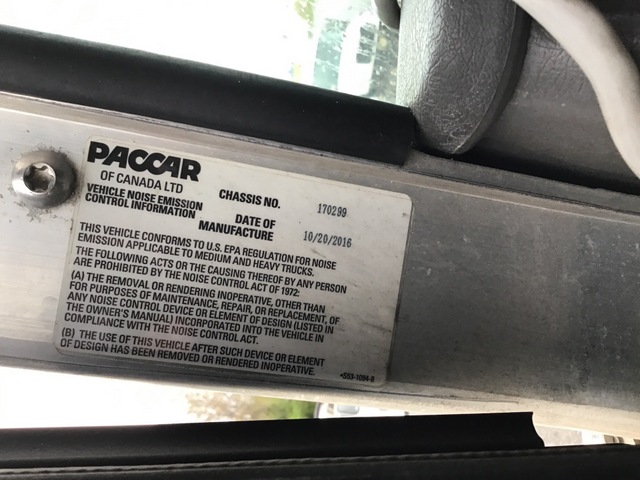 PACCAR
OF CANADA LTD
VEHICLE NOISE EMISSION
CONTROL INFORMATION
CHASSIS NO. 170299
DATE OF
MANUFACTURE 10/20/2016
THIS VEHICLE CONFORMS TO U.S. EPA REGULATION FOR NOISE
EMISSION APPLICABLE TO MEDIUM AND HEAVY TRUCKS.
THE FOLLOWING ACTS OR THE CAUSING THEREOF BY ANY PERSON
ARE PROHIBITED BY THE NOISE CONTROL ACT OF 1972:
(A) THE REMOVAL OR RENDERING INOPERATIVE, OTHER THAN
FOR PURPOSES OF MAINTENANCE, REPAIR, OR REPLACEMENT, OF
ANY NOISE CONTROL DEVICE OR ELEMENT OF DESIGN (LISTED IN
THE OWNER'S MANUAL) INCORPORATED INTO THE VEHICLE IN
COMPLIANCE WITH THE NOISE CONTROL ACT.
(B) THE USE OF THIS VEHICLE AFTER SUCH DEVICE OR ELEMENT
OF DESIGN HAS BEEN REMOVED OR RENDERED INOPERATIVE.